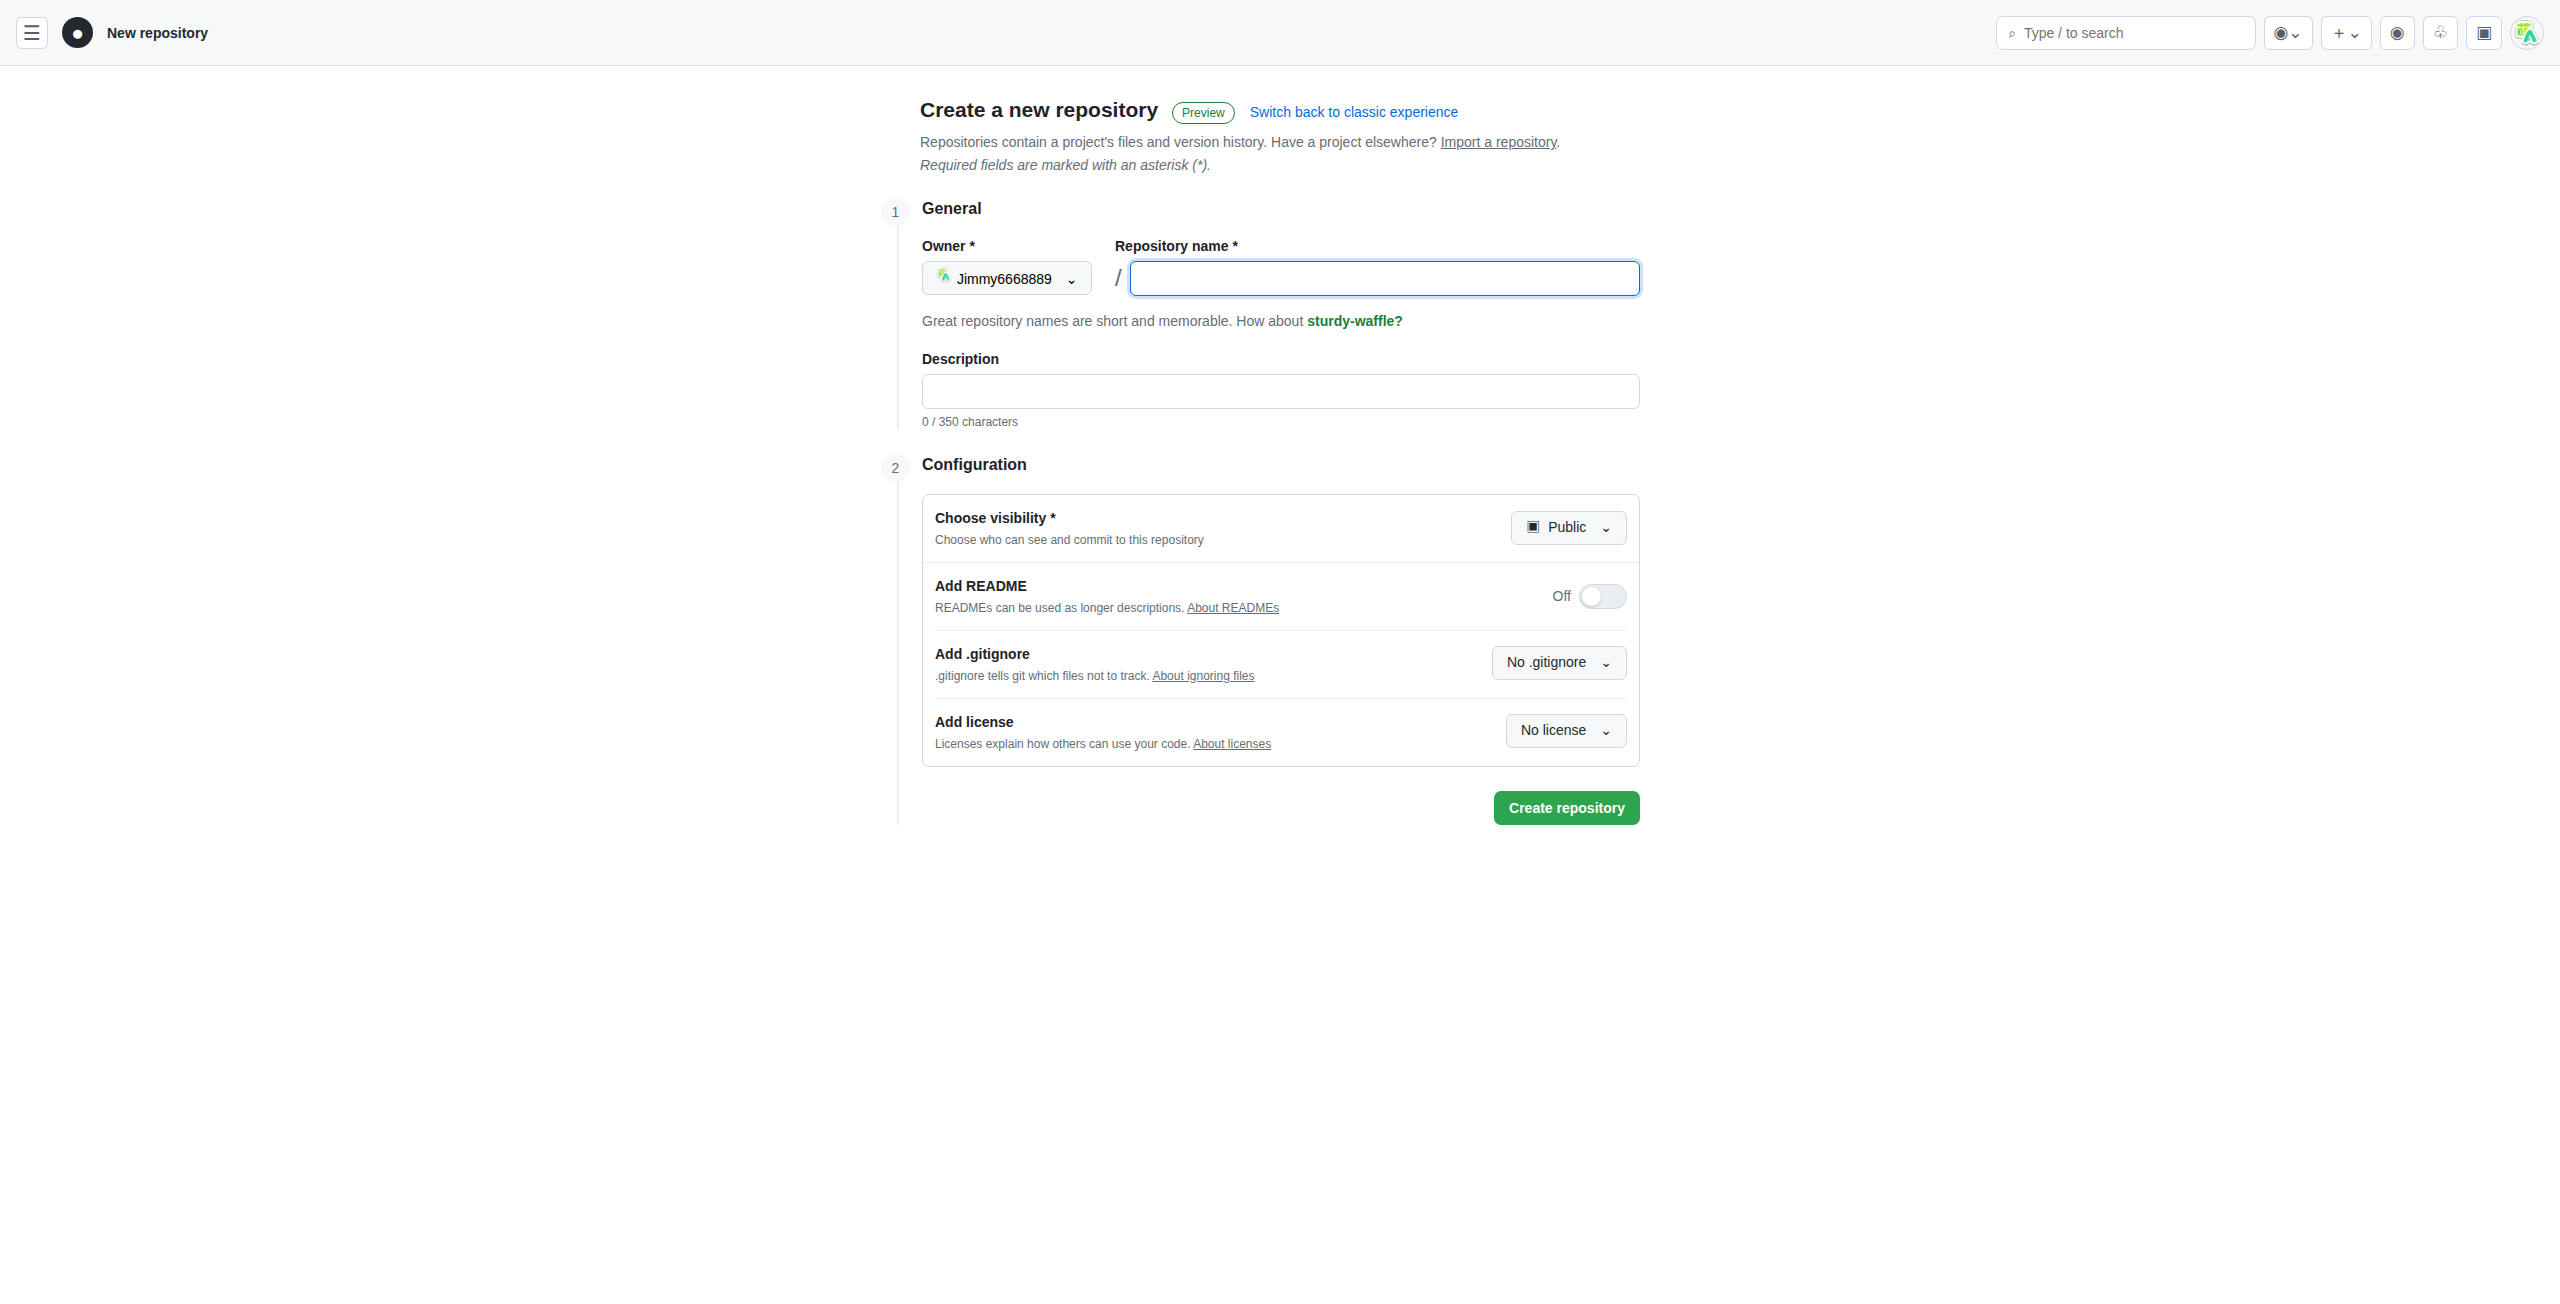 New repository
Type / to search
Create a new repository Preview Switch back to classic experience
Repositories contain a project's files and version history. Have a project elsewhere? Import a repository.
Required fields are marked with an asterisk (*).
1 General
Owner * Repository name *
Jimmy6668889 /
Great repository names are short and memorable. How about sturdy-waffle?
Description
0 / 350 characters
2 Configuration
Choose visibility *
Choose who can see and commit to this repository
Public
Add README
READMEs can be used as longer descriptions. About READMEs
Off
Add .gitignore
.gitignore tells git which files not to track. About ignoring files
No .gitignore
Add license
Licenses explain how others can use your code. About licenses
No license
Create repository